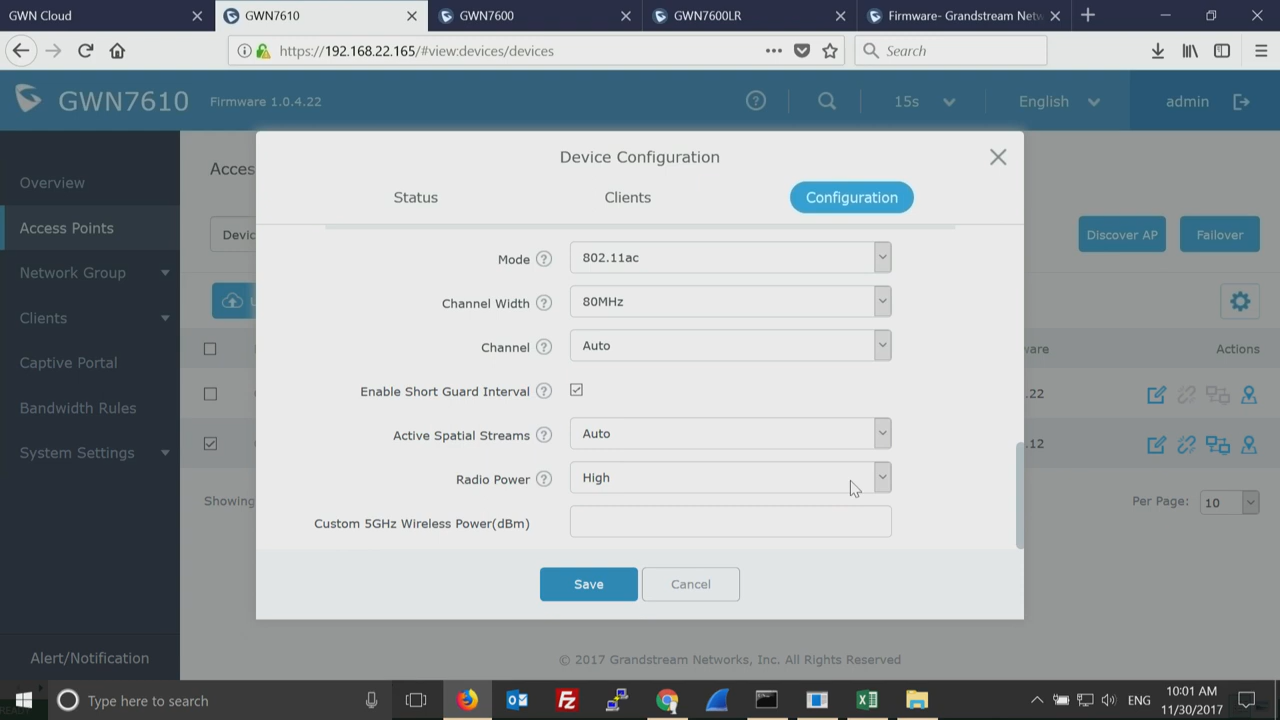 GWN Cloud
GWN7610
GWN7600
GWN7600LR
Firmware- Grandstream Netw
https://192.168.22.165/#view:devices/devices
Search
GWN7610
Firmware 1.0.4.22
15s
English
admin
Device Configuration
Status
Clients
Configuration
Overview
Access Points
Network Group
Clients
Captive Portal
Bandwidth Rules
System Settings
Alert/Notification
Acces
Devic
Discover AP
Failover
U
Mode
802.11ac
Channel Width
80MHz
Channel
Auto
ware
Actions
Enable Short Guard Interval
.22
Active Spatial Streams
Auto
.12
Radio Power
High
Showing
Per Page:
10
Custom 5GHz Wireless Power(dBm)
Save
Cancel
© 2017 Grandstream Networks, Inc. All Rights Reserved
Type here to search
ENG
10:01 AM
11/30/2017